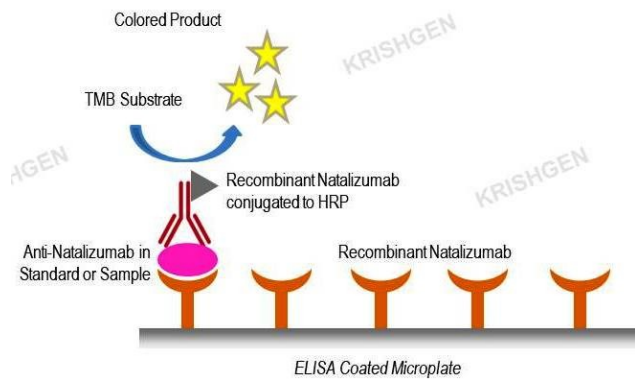 Colored Product
KRISHGEN
TMB Substrate
HGEN
Recombinant Natalizumab
conjugated to HRP
KRISHGEN
Anti-Natalizumab in
Standard or Sample
Recombinant Natalizumab
ELISA Coated Microplate